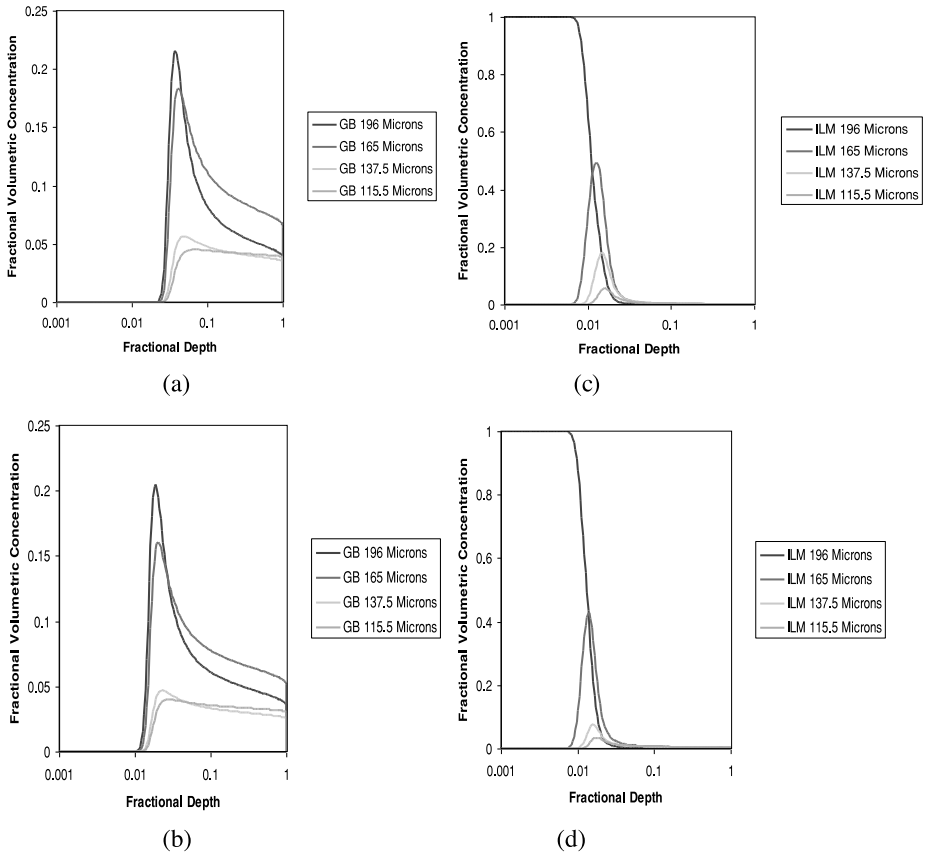 0.25
0.2
0.15
0.1
0.05
0
0.001
0.01
0.1
1
Fractional Volumetric Concentration
Fractional Depth
GB 196 Microns
GB 165 Microns
GB 137.5 Microns
GB 115.5 Microns
(a)
1
0.8
0.6
0.4
0.2
0
0.001
0.01
0.1
1
Fractional Volumetric Concentration
Fractional Depth
ILM 196 Microns
ILM 165 Microns
ILM 137.5 Microns
ILM 115.5 Microns
(c)
0.25
0.2
0.15
0.1
0.05
0
0.001
0.01
0.1
1
Fractional Volumetric Concentration
Fractional Depth
GB 196 Microns
GB 165 Microns
GB 137.5 Microns
GB 115.5 Microns
(b)
1
0.8
0.6
0.4
0.2
0
0.001
0.01
0.1
1
Fractional Volumetric Concentration
Fractional Depth
ILM 196 Microns
ILM 165 Microns
ILM 137.5 Microns
ILM 115.5 Microns
(d)